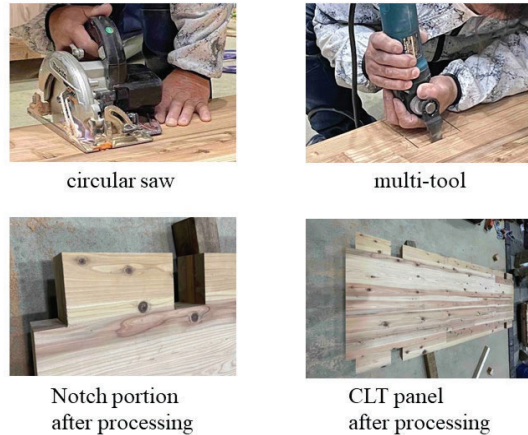 circular saw
multi-tool
Notch portion
after processing
CLT panel
after processing